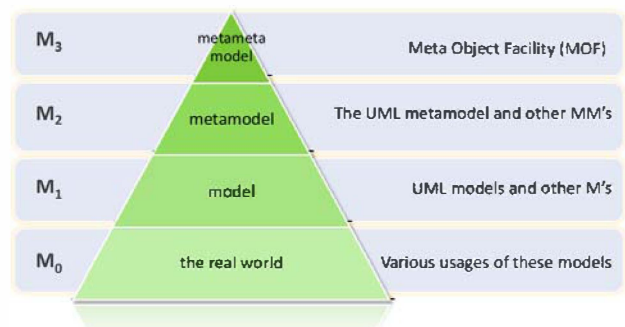 M3
metameta
model
Meta Object Facility (MOF)
M2
metamodel
The UML metamodel and other MM's
M1
model
UML models and other M's
M0
the real world
Various usages of these models